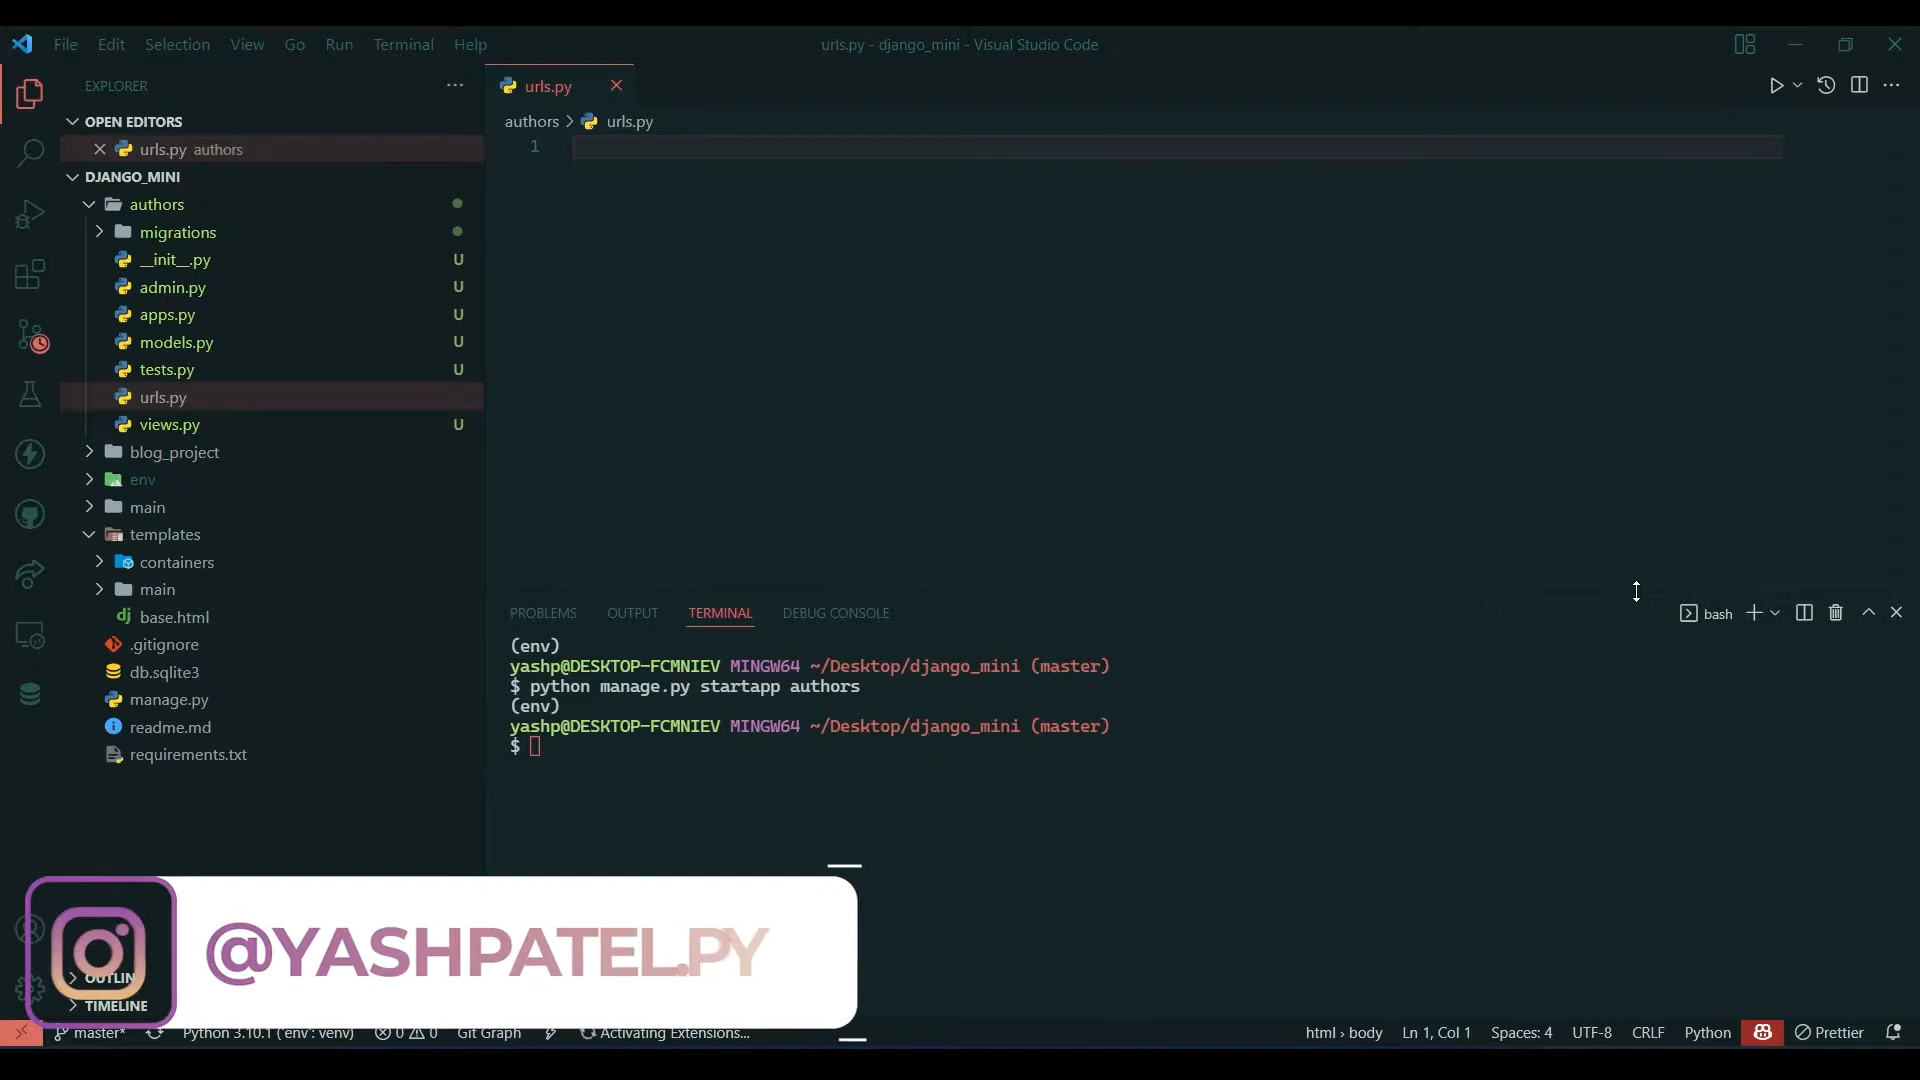 File Edit Selection View Go Run Terminal Help
urls.py - django_mini - Visual Studio Code
EXPLORER
OPEN EDITORS
urls.py authors
DJANGO_MINI
authors
migrations
__init__.py U
admin.py U
apps.py U
models.py U
tests.py U
urls.py
views.py U
blog_project
env
main
templates
containers
main
base.html
.gitignore
db.sqlite3
manage.py
readme.md
requirements.txt
OUTLIN
TIMELINE
urls.py
authors > urls.py
1
PROBLEMS OUTPUT TERMINAL DEBUG CONSOLE
bash
(env)
yashp@DESKTOP-FCMNIEV MINGW64 ~/Desktop/django_mini (master)
$ python manage.py startapp authors
(env)
yashp@DESKTOP-FCMNIEV MINGW64 ~/Desktop/django_mini (master)
$
@YASHPATEL.PY
master* Python 3.10.1 ('env': venv) 0 0 Git Graph Activating Extensions...
html › body Ln 1, Col 1 Spaces: 4 UTF-8 CRLF Python Prettier